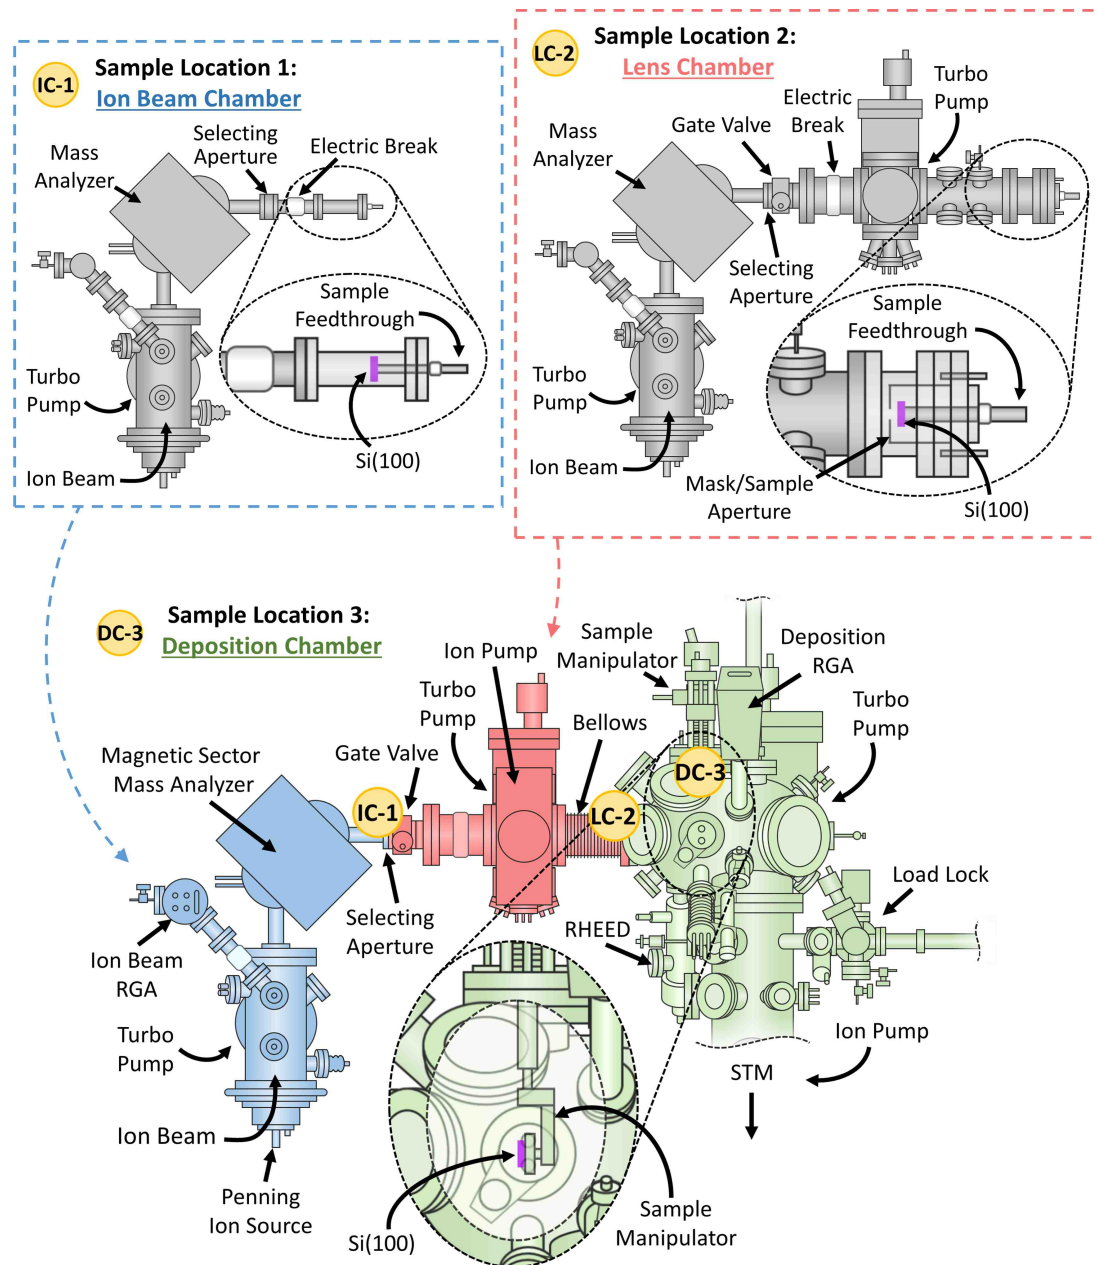 IC-1
Sample Location 1:
Ion Beam Chamber
Selecting
Aperture
Electric Break
Mass
Analyzer
Sample
Feedthrough
Turbo
Pump
Ion Beam
Si(100)
LC-2
Sample Location 2:
Lens Chamber
Turbo
Pump
Electric
Break
Gate Valve
Mass
Analyzer
Selecting
Aperture
Sample
Feedthrough
Turbo
Pump
Ion Beam
Mask/Sample
Aperture
Si(100)
DC-3
Sample Location 3:
Deposition Chamber
Sample
Manipulator
Deposition
RGA
Ion Pump
Turbo
Pump
Bellows
Turbo
Pump
Gate Valve
Magnetic Sector
Mass Analyzer
DC-3
IC-1
LC-2
Load Lock
Selecting
Aperture
RHEED
Ion Beam
RGA
Turbo
Pump
Ion Pump
STM
Ion Beam
Penning
Ion Source
Si(100)
Sample
Manipulator